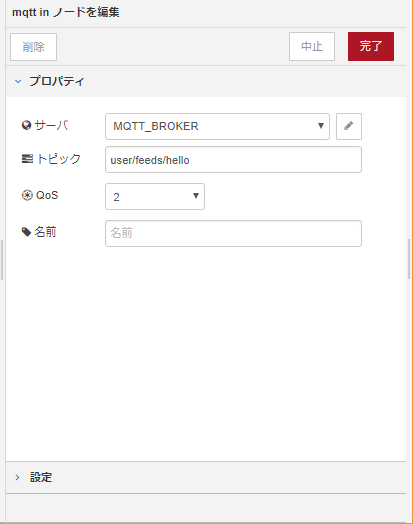 mqtt in ノードを編集
削除
中止
完了
プロパティ
サーバ
MQTT_BROKER
トピック
user/feeds/hello
QoS
2
名前
名前
設定